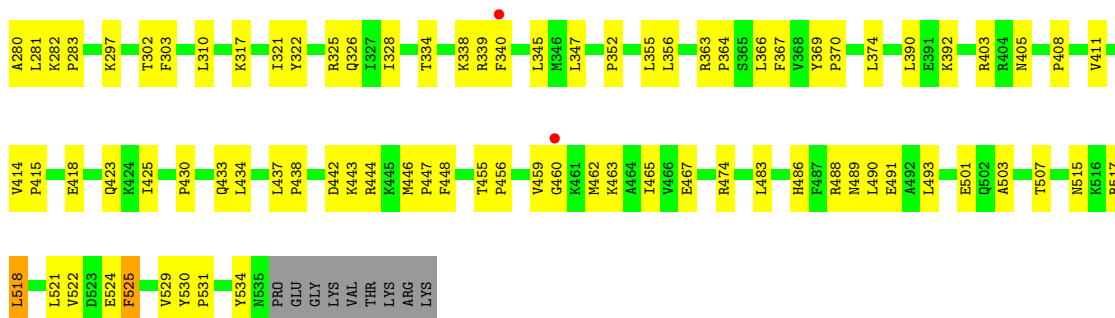 A280 L281 K282 P283 K297 T302 F303 L310 K317 I321 Y322 R325 Q326 I327 I328 T334 K338 R339 F340 L345 M346 L347 P352 L355 L356 R363 P364 S365 L366 F367 V368 Y369 P370 L374 L390 E391 K392 R403 R404 N405 P408 V411
V414 P415 E418 Q423 K424 I425 P430 Q433 L434 L437 P438 D442 K443 R444 K445 M446 P447 F448 T455 P456 V459 G460 K461 M462 K463 A464 I465 V466 E467 R474 L483 H486 F487 R488 N489 L490 E491 A492 L493 E501 Q502 A503 T507 N515 K516 R517
L518 L521 V522 D523 E524 F525 V529 Y530 P531 Y534 N535 PRO GLU GLY LYS VAL THR LYS ARG LYS